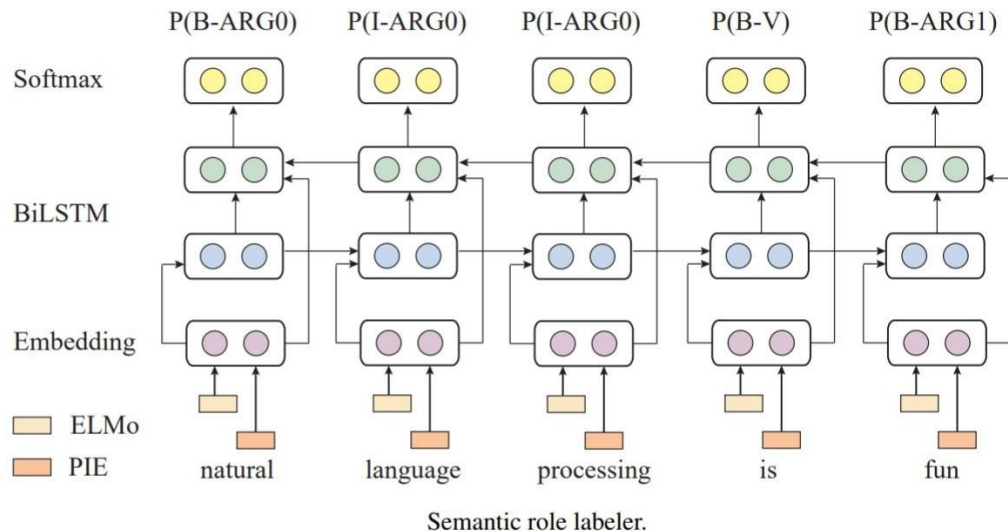 P(B-ARG0) P(I-ARG0) P(I-ARG0) P(B-V) P(B-ARG1)
Softmax
BiLSTM
Embedding
ELMo
PIE
natural language processing is fun
Semantic role labeler.